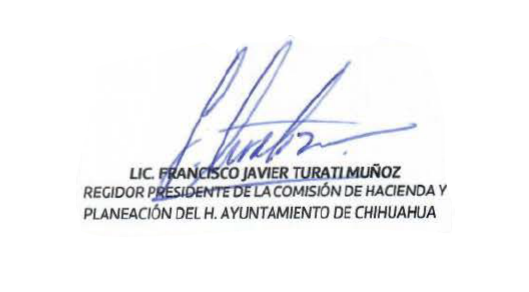 LIC. FRANCISCO JAVIER TURATI MUÑOZ
REGIDOR PRESIDENTE DE LA COMISIÓN DE HACIENDA Y
PLANEACIÓN DEL H. AYUNTAMIENTO DE CHIHUAHUA